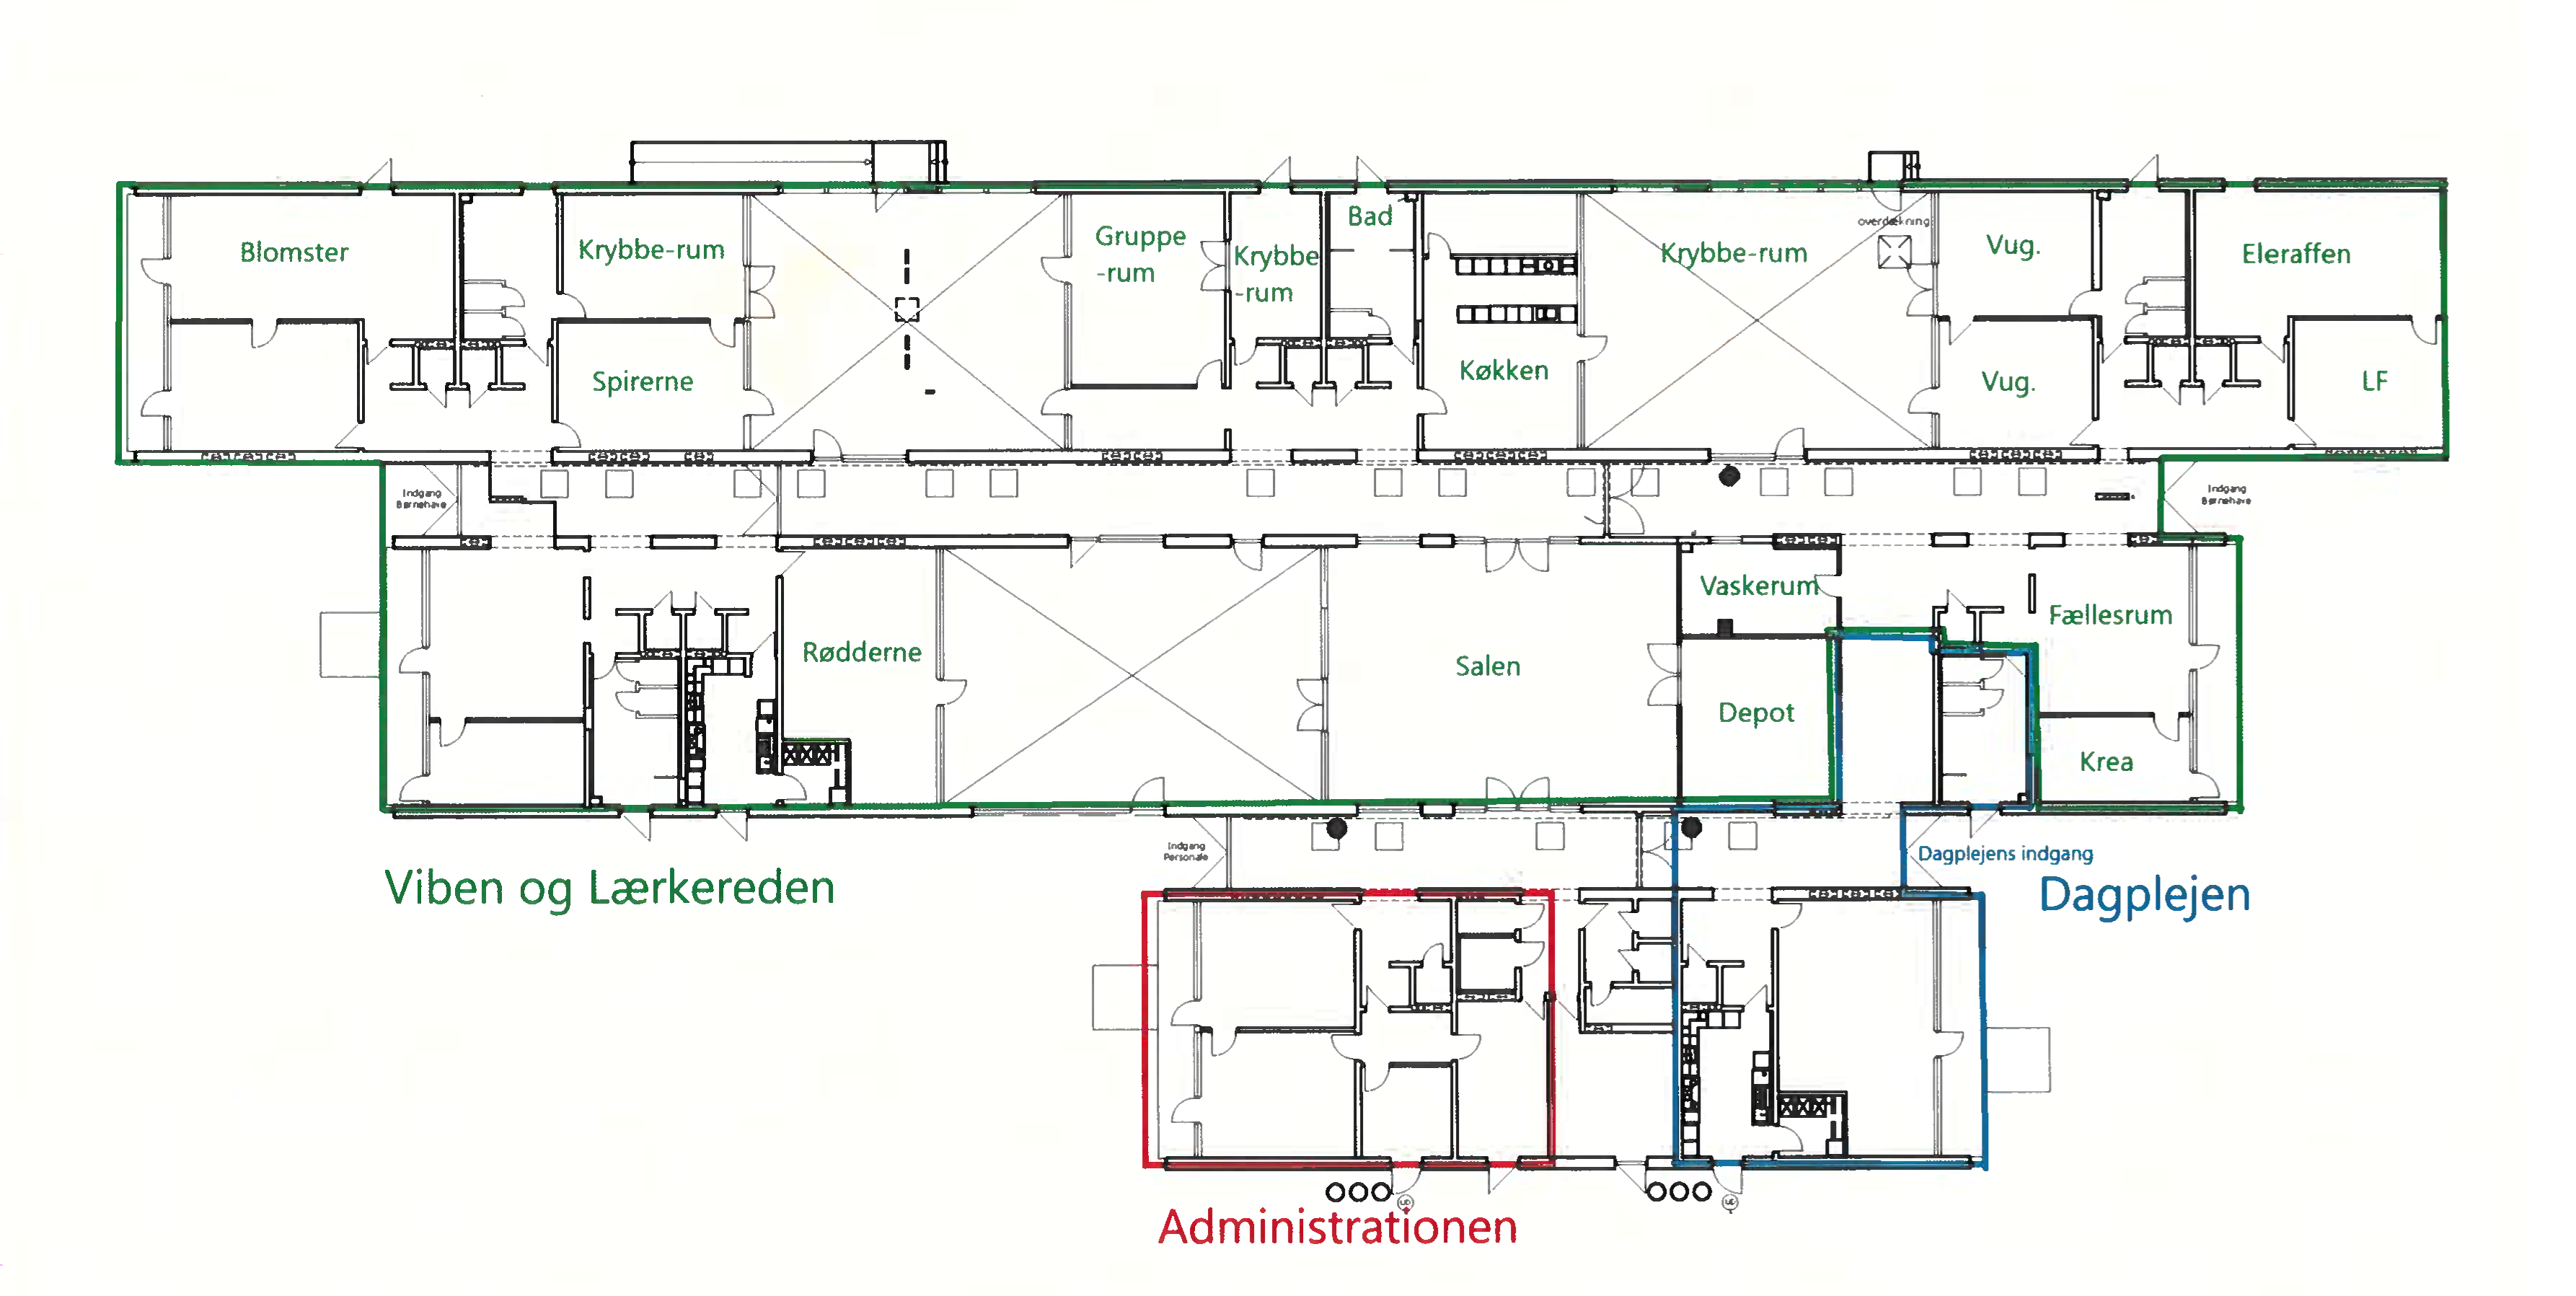 Blomster
Krybbe-rum
Spirerne
Gruppe
-rum
Krybbe
-rum
Bad
Køkken
Krybbe-rum
overdækning
Vug.
Vug.
Eleraffen
LF
Indgang
Børnehave
Indgang
Børnehave
Rødderne
Salen
Vaskerum
Depot
Fællesrum
Krea
Indgang
Personale
Dagplejens indgang
Viben og Lærkereden
Dagplejen
Administrationen